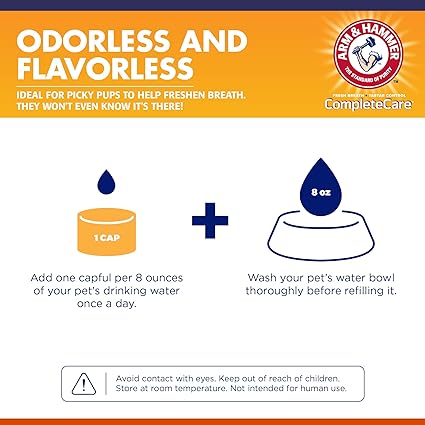 ODORLESS AND
FLAVORLESS
IDEAL FOR PICKY PUPS TO HELP FRESHEN BREATH.
THEY WON'T EVEN KNOW IT'S THERE!
ARM & HAMMER
THE STANDARD OF PURITY
™
FRESH BREATH • TARTAR CONTROL
CompleteCare™
1 CAP
+
8 oz
Add one capful per 8 ounces
of your pet's drinking water
once a day.
Wash your pet's water bowl
thoroughly before refilling it.
Avoid contact with eyes. Keep out of reach of children.
Store at room temperature. Not intended for human use.